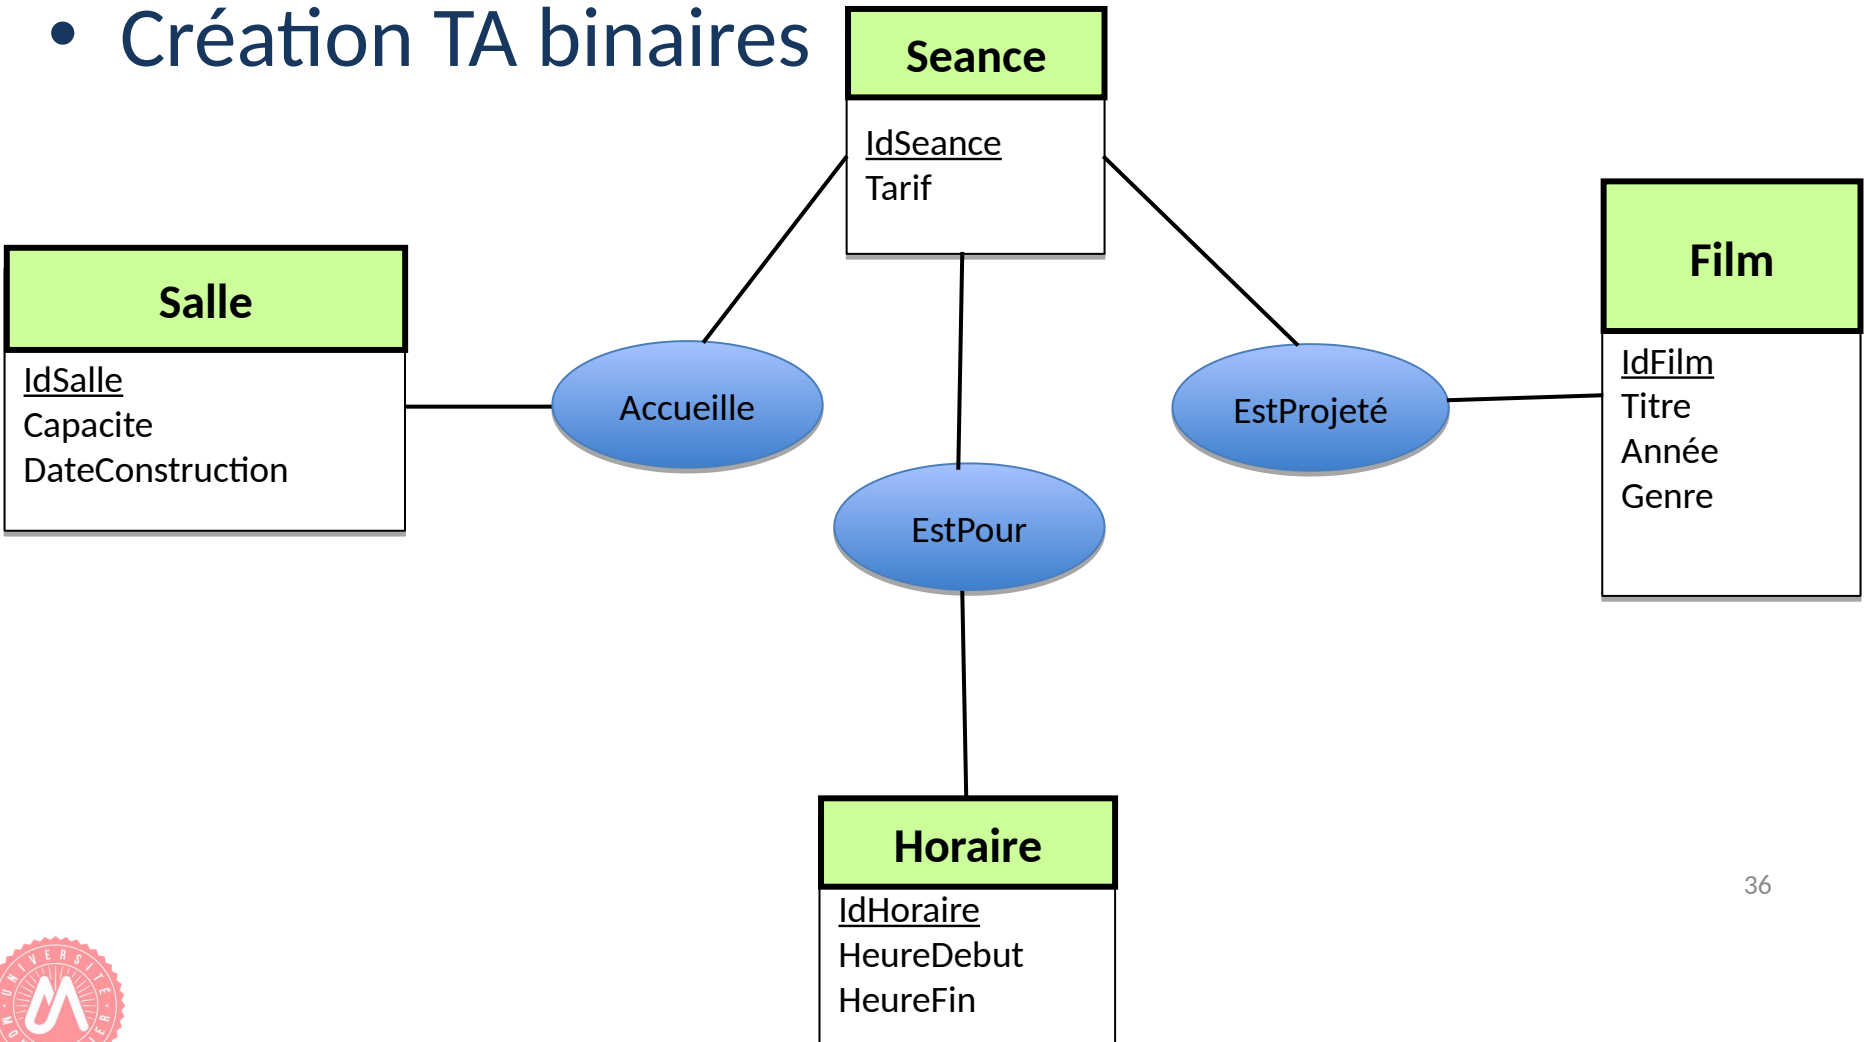 • Création TA binaires
Seance
IdSeance
Tarif
Salle
IdSalle
Capacite
DateConstruction
Accueille
EstPour
EstProjeté
Film
IdFilm
Titre
Année
Genre
Horaire
IdHoraire
HeureDebut
HeureFin
36
UNIVERSITÉ